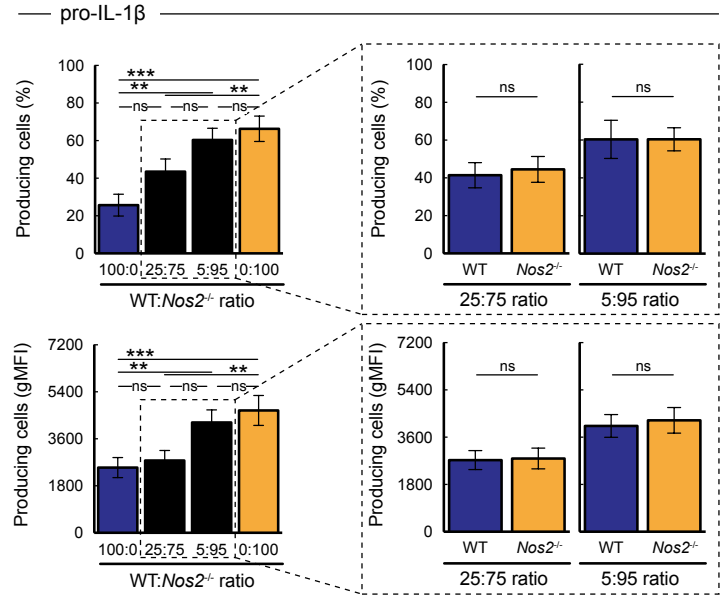 pro-IL-1β
Producing cells (%)
100
80
60
40
20
0
***
**
**
ns
ns
ns
100:0
25:75
5:95
0:100
WT:Nos2-/- ratio
Producing cells (%)
100
80
60
40
20
0
ns
ns
WT
Nos2-/-
WT
Nos2-/-
25:75 ratio
5:95 ratio
Producing cells (gMFI)
7200
5400
3600
1800
0
***
**
**
ns
ns
ns
100:0
25:75
5:95
0:100
WT:Nos2-/- ratio
Producing cells (gMFI)
7200
5400
3600
1800
0
ns
ns
WT
Nos2-/-
WT
Nos2-/-
25:75 ratio
5:95 ratio